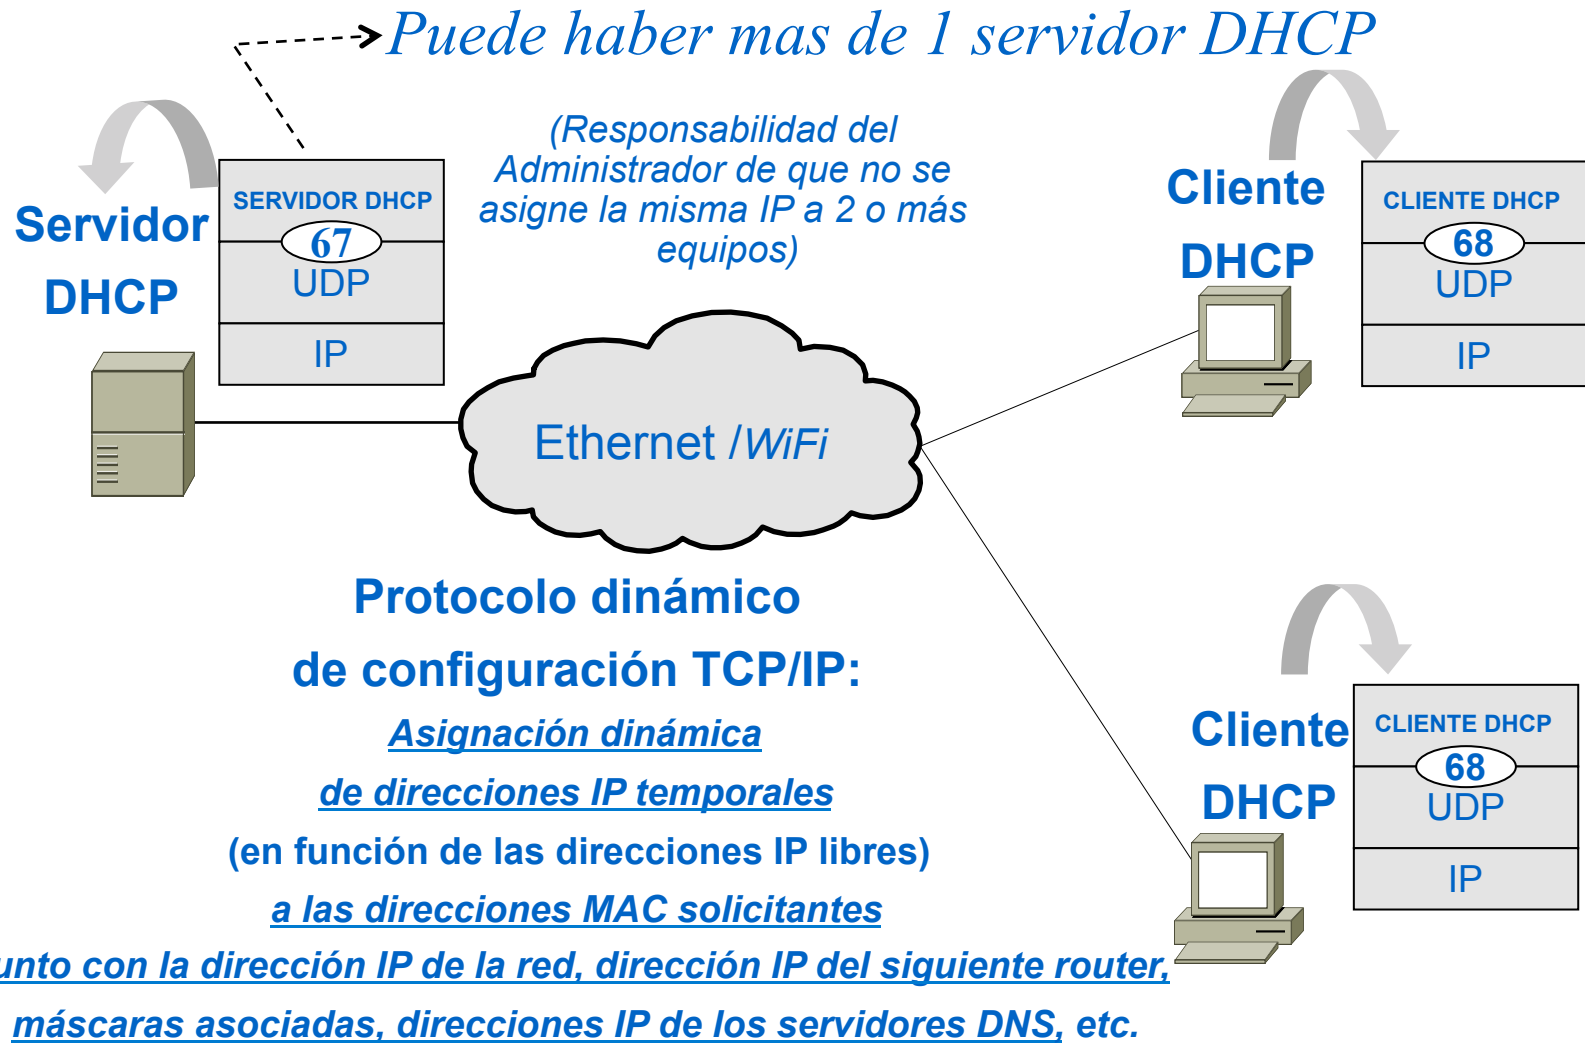 Puede haber mas de 1 servidor DHCP
(Responsabilidad del
Administrador de que no se
asigne la misma IP a 2 o más
equipos)
Servidor
DHCP
SERVIDOR DHCP
67
UDP
IP
Cliente
DHCP
CLIENTE DHCP
68
UDP
IP
Ethernet /WiFi
Protocolo dinámico
de configuración TCP/IP:
Asignación dinámica
de direcciones IP temporales
(en función de las direcciones IP libres)
a las direcciones MAC solicitantes
unto con la dirección IP de la red, dirección IP del siguiente router,
máscaras asociadas, direcciones IP de los servidores DNS, etc.
Cliente
DHCP
CLIENTE DHCP
68
UDP
IP